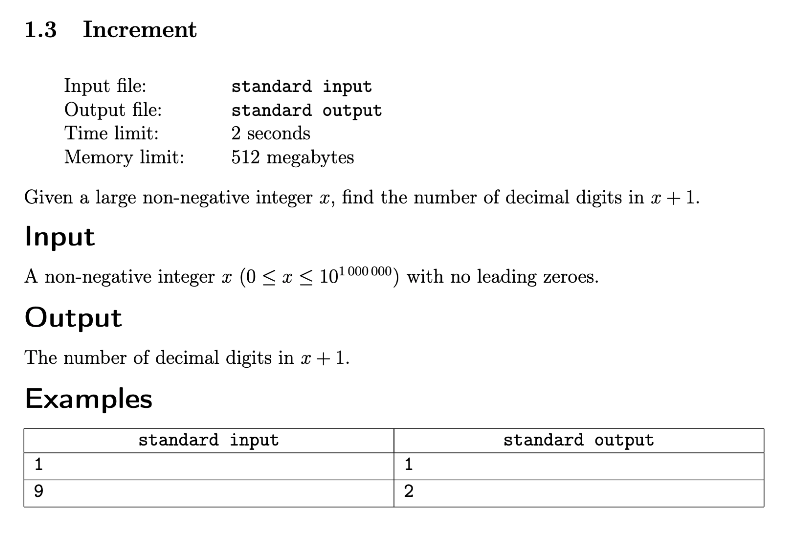 1.3 Increment
Input file: standard input
Output file: standard output
Time limit: 2 seconds
Memory limit: 512 megabytes
Given a large non-negative integer x, find the number of decimal digits in x + 1.
Input
A non-negative integer x (0 ≤ x ≤ 10^{1 000 000}) with no leading zeroes.
Output
The number of decimal digits in x + 1.
Examples
standard input standard output
1 1
9 2